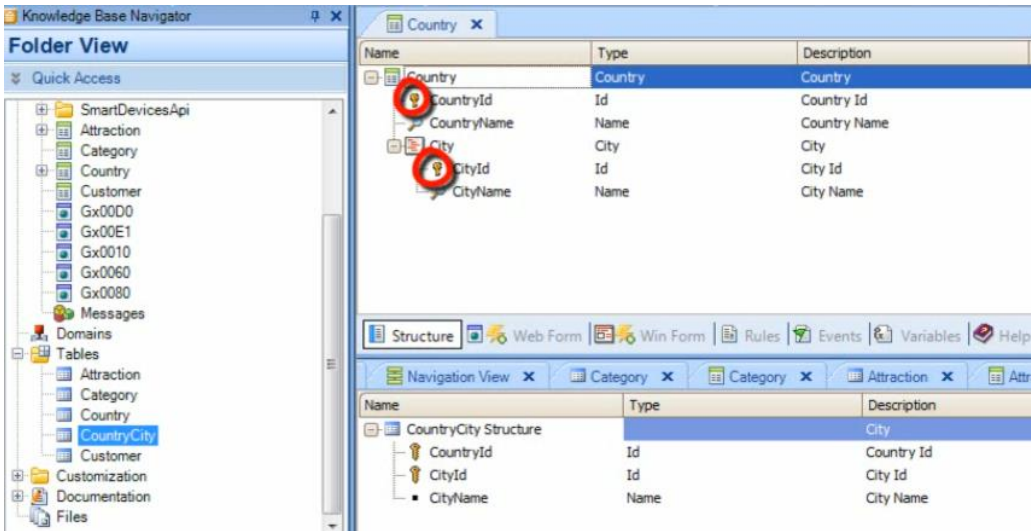 Knowledge Base Navigator
Folder View
Quick Access
SmartDevicesApi
Attraction
Category
Country
Customer
Gx00D0
Gx00E1
Gx0010
Gx0060
Gx0080
Messages
Domains
Tables
Attraction
Category
Country
CountryCity
Customer
Customization
Documentation
Files
Country
Name Type Description
Country Country Country
CountryId Id Country Id
CountryName Name Country Name
City City City
CityId Id City Id
CityName Name City Name
Structure Web Form Win Form Rules Events Variables Help
Navigation View Category Category Attraction Attr
Name Type Description
CountryCity Structure City
CountryId Id Country Id
CityId Id City Id
CityName Name City Name